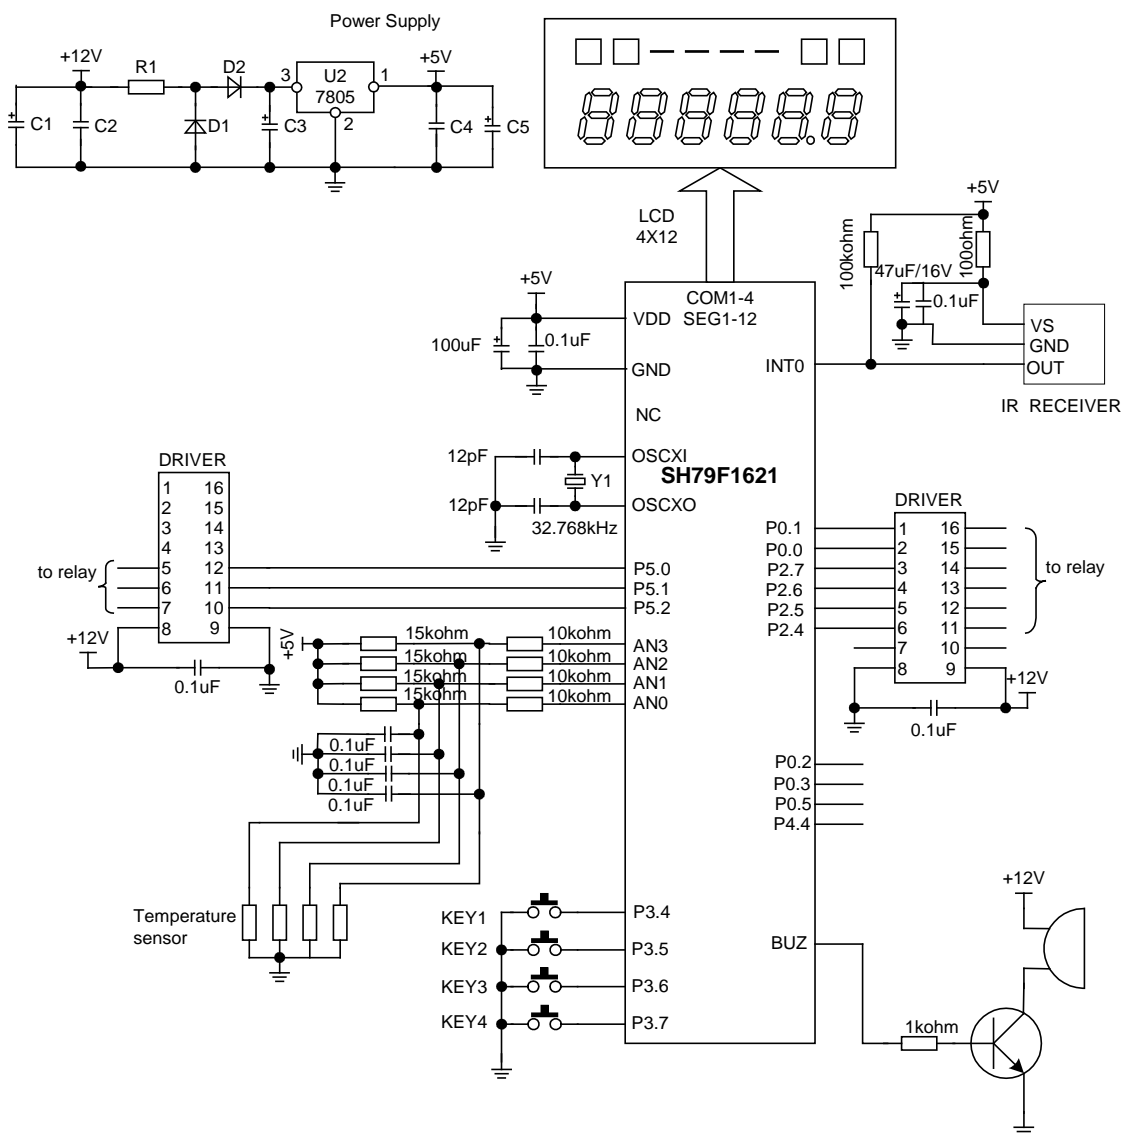 Power Supply
+12V
R1
D2
3
U2
7805
1
2
+5V
C1
C2
D1
C3
C4
C5
LCD
4X12
+5V
100kohm
100ohm
47uF/16V
0.1uF
VS
GND
OUT
IR RECEIVER
+5V
100uF
0.1uF
VDD
GND
NC
COM1-4
SEG1-12
INT0
12pF
12pF
Y1
32.768kHz
OSCXI
OSCXO
SH79F1621
DRIVER
1 16
2 15
3 14
4 13
5 12
6 11
7 10
8 9
to relay
+12V
0.1uF
P5.0
P5.1
P5.2
DRIVER
1 16
2 15
3 14
4 13
5 12
6 11
7 10
8 9
to relay
+12V
0.1uF
P0.1
P0.0
P2.7
P2.6
P2.5
P2.4
+5V
15kohm 10kohm AN3
15kohm 10kohm AN2
15kohm 10kohm AN1
15kohm 10kohm AN0
0.1uF
0.1uF
0.1uF
0.1uF
P0.2
P0.3
P0.5
P4.4
Temperature
sensor
KEY1 P3.4
KEY2 P3.5
KEY3 P3.6
KEY4 P3.7
BUZ
+12V
1kohm